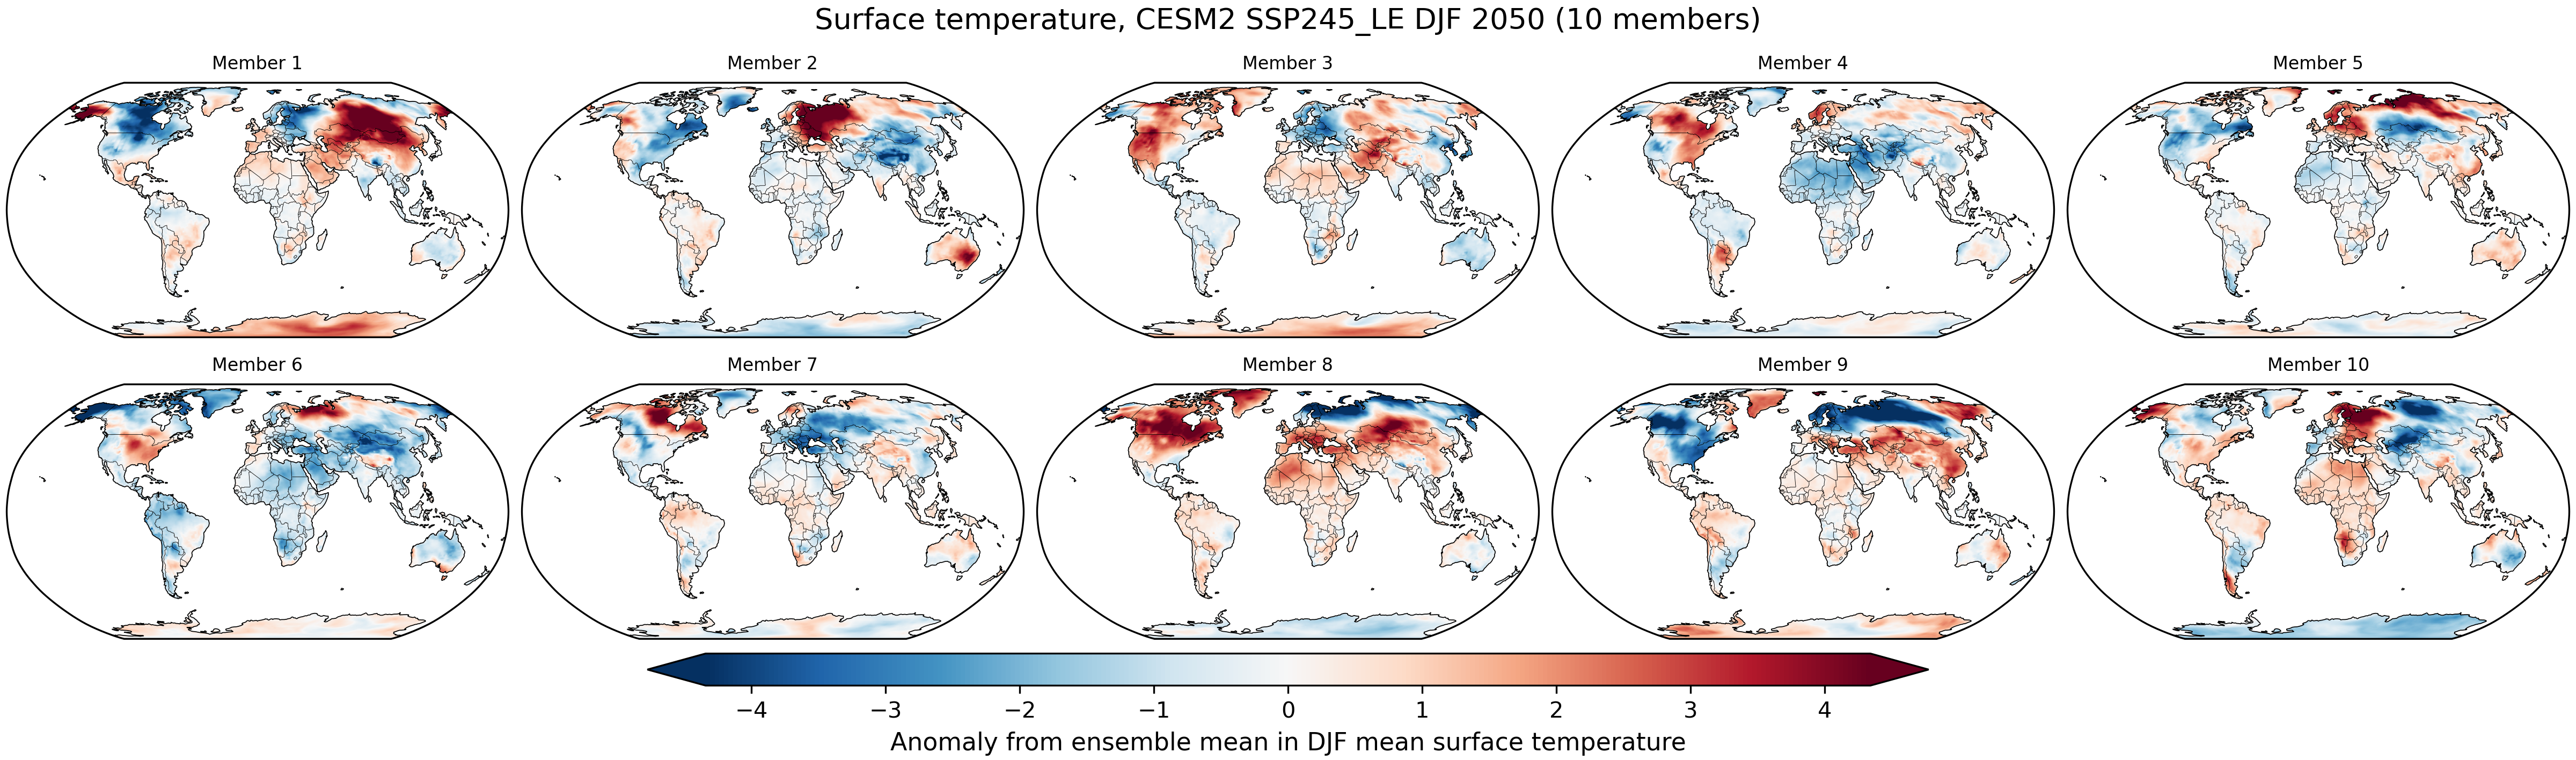 Surface temperature, CESM2 SSP245_LE DJF 2050 (10 members)
Member 1
Member 2
Member 3
Member 4
Member 5
Member 6
Member 7
Member 8
Member 9
Member 10
−4 −3 −2 −1 0 1 2 3 4
Anomaly from ensemble mean in DJF mean surface temperature